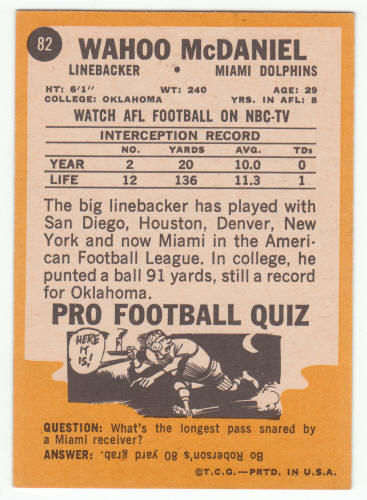 82
WAHOO McDANIEL
LINEBACKER • MIAMI DOLPHINS
HT: 6'1" WT: 240 AGE: 29
COLLEGE: OKLAHOMA YRS. IN AFL: 8
WATCH AFL FOOTBALL ON NBC-TV
INTERCEPTION RECORD
NO. YARDS AVG. TDs
YEAR 2 20 10.0 0
LIFE 12 136 11.3 1
The big linebacker has played with
San Diego, Houston, Denver, New
York and now Miami in the Ameri-
can Football League. In college, he
punted a ball 91 yards, still a record
for Oklahoma.
PRO FOOTBALL QUIZ
HERE
IT
IS!
QUESTION: What's the longest pass snared by
a Miami receiver?
ANSWER: Bo Roberson's 80 yard grab.
©T.C.G.—PRTD. IN U.S.A.